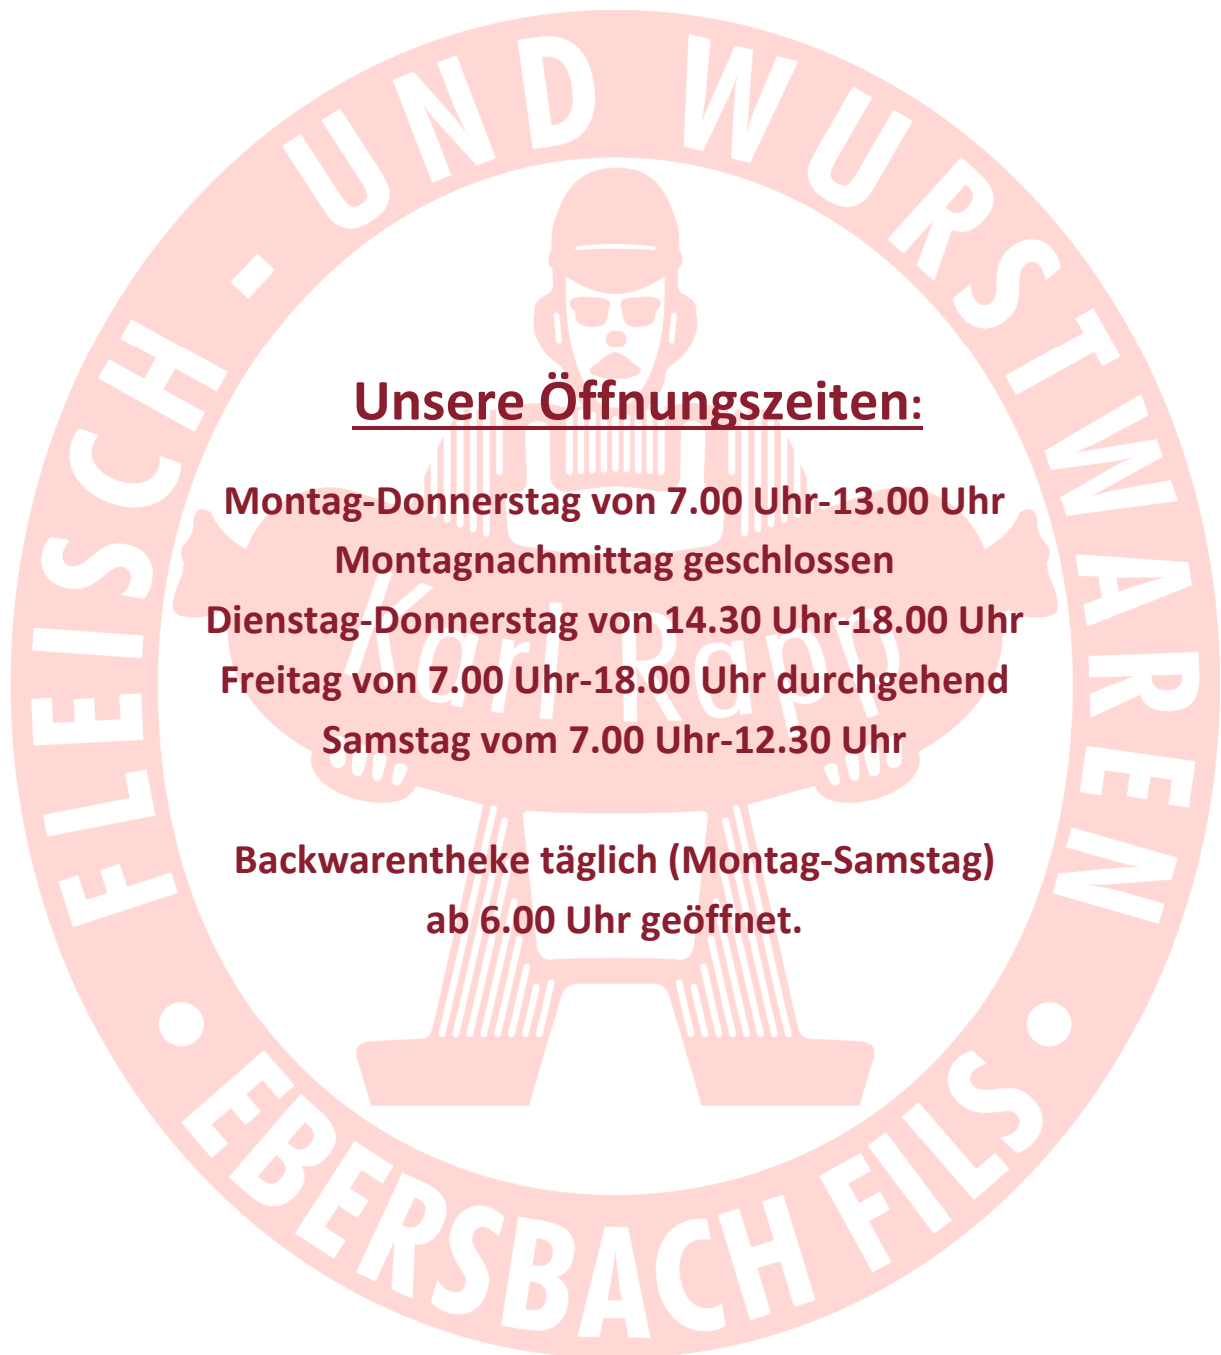 FLEISCH - UND WURSTWAREN
Unsere Öffnungszeiten:
Montag-Donnerstag von 7.00 Uhr-13.00 Uhr
Montagnachmittag geschlossen
Dienstag-Donnerstag von 14.30 Uhr-18.00 Uhr
Karl Rapp
Freitag von 7.00 Uhr-18.00 Uhr durchgehend
Samstag vom 7.00 Uhr-12.30 Uhr
Backwarentheke täglich (Montag-Samstag)
ab 6.00 Uhr geöffnet.
• EBERSBACH FILS •